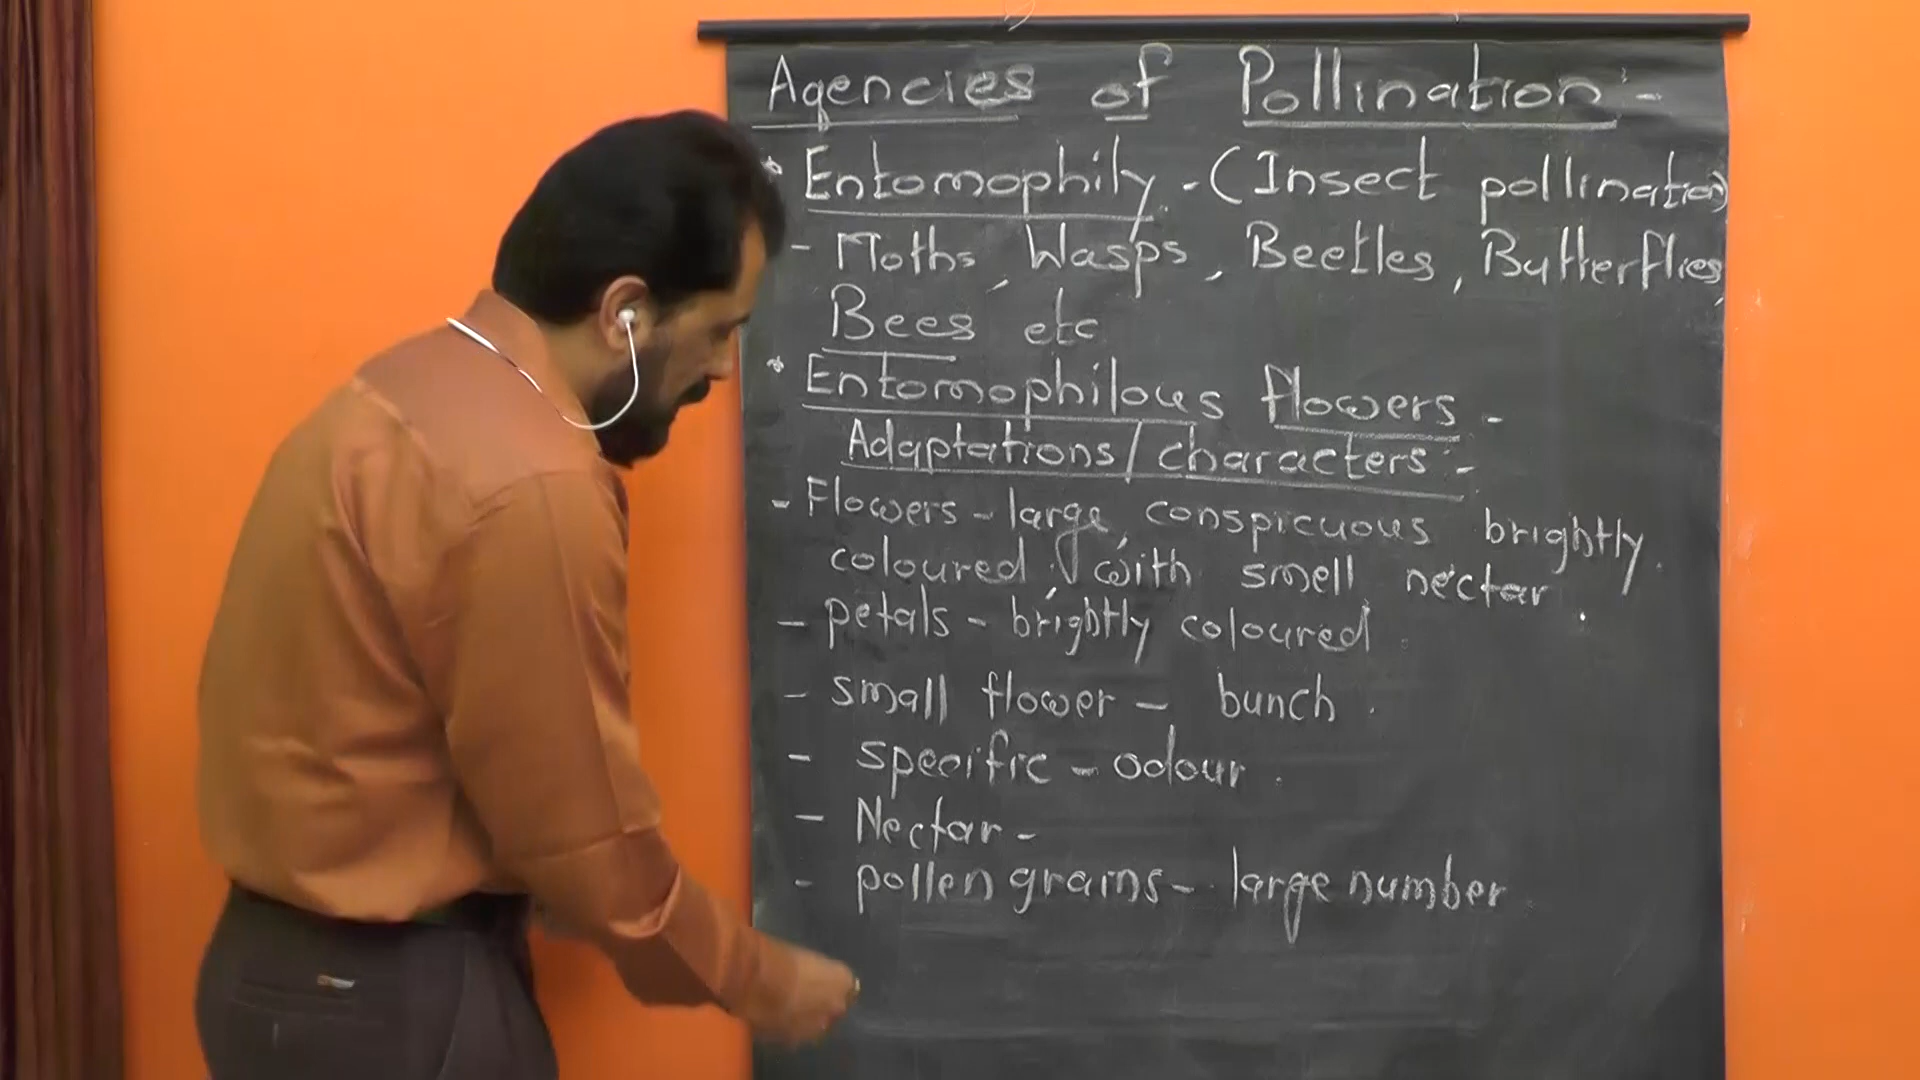 Agencies of Pollination:-
* Entomophily - (Insect pollination)
- Moths, Wasps, Beetles, Butterflies,
Bees etc
* Entomophilous flowers -
Adaptations/characters:-
- Flowers - large, conspicuous brightly
coloured, with smell nectar.
- petals - brightly coloured.
- small flower - bunch.
- specific - odour.
- Nectar -
- pollen grains - large number